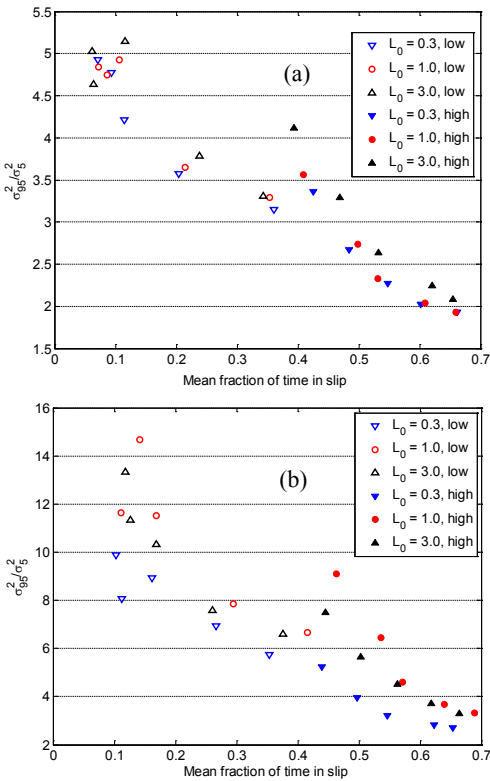 5.5
5
4.5
4
3.5
3
2.5
2
1.5
σ²₉₅/σ²₅
(a)
L₀ = 0.3, low
L₀ = 1.0, low
L₀ = 3.0, low
L₀ = 0.3, high
L₀ = 1.0, high
L₀ = 3.0, high
0 0.1 0.2 0.3 0.4 0.5 0.6 0.7
Mean fraction of time in slip
16
14
12
10
8
6
4
2
σ²₉₅/σ²₅
(b)
L₀ = 0.3, low
L₀ = 1.0, low
L₀ = 3.0, low
L₀ = 0.3, high
L₀ = 1.0, high
L₀ = 3.0, high
0 0.1 0.2 0.3 0.4 0.5 0.6 0.7
Mean fraction of time in slip